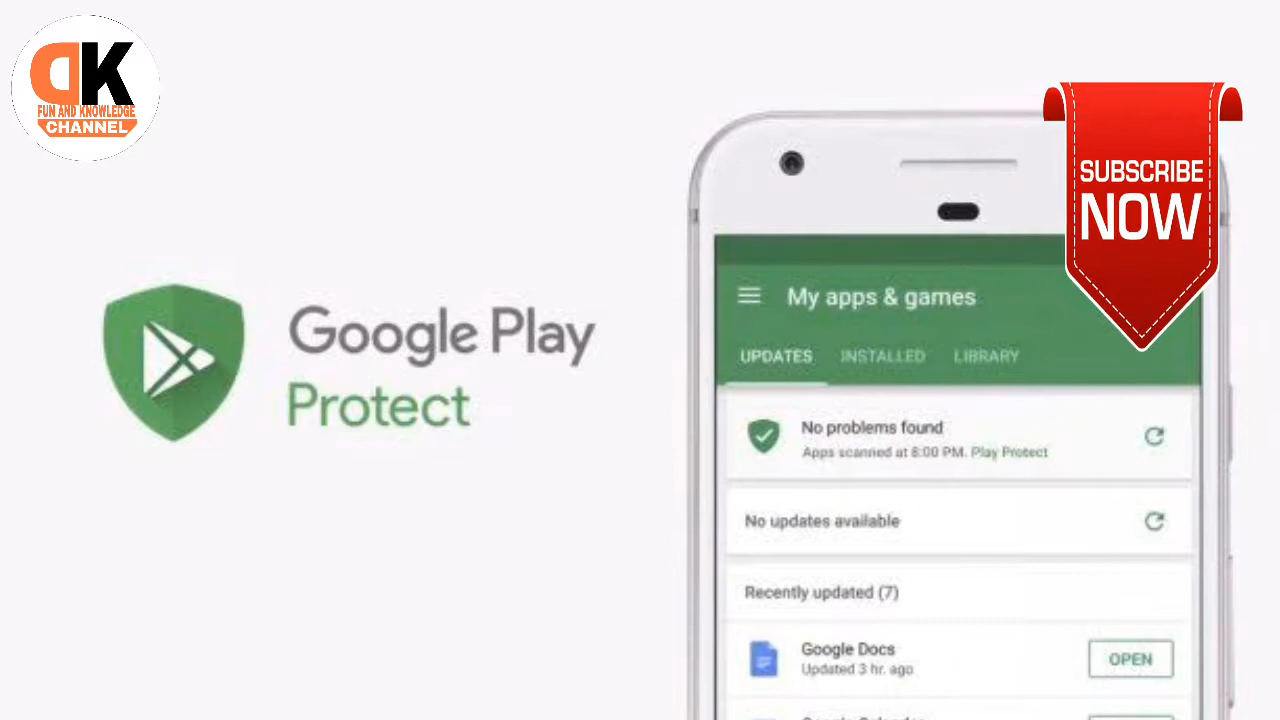 DK
FUN AND KNOWLEDGE
CHANNEL
SUBSCRIBE
NOW
Google Play
Protect
My apps & games
UPDATES INSTALLED LIBRARY
No problems found
Apps scanned at 8:00 PM. Play Protect
No updates available
Recently updated (7)
Google Docs
Updated 3 hr. ago
OPEN